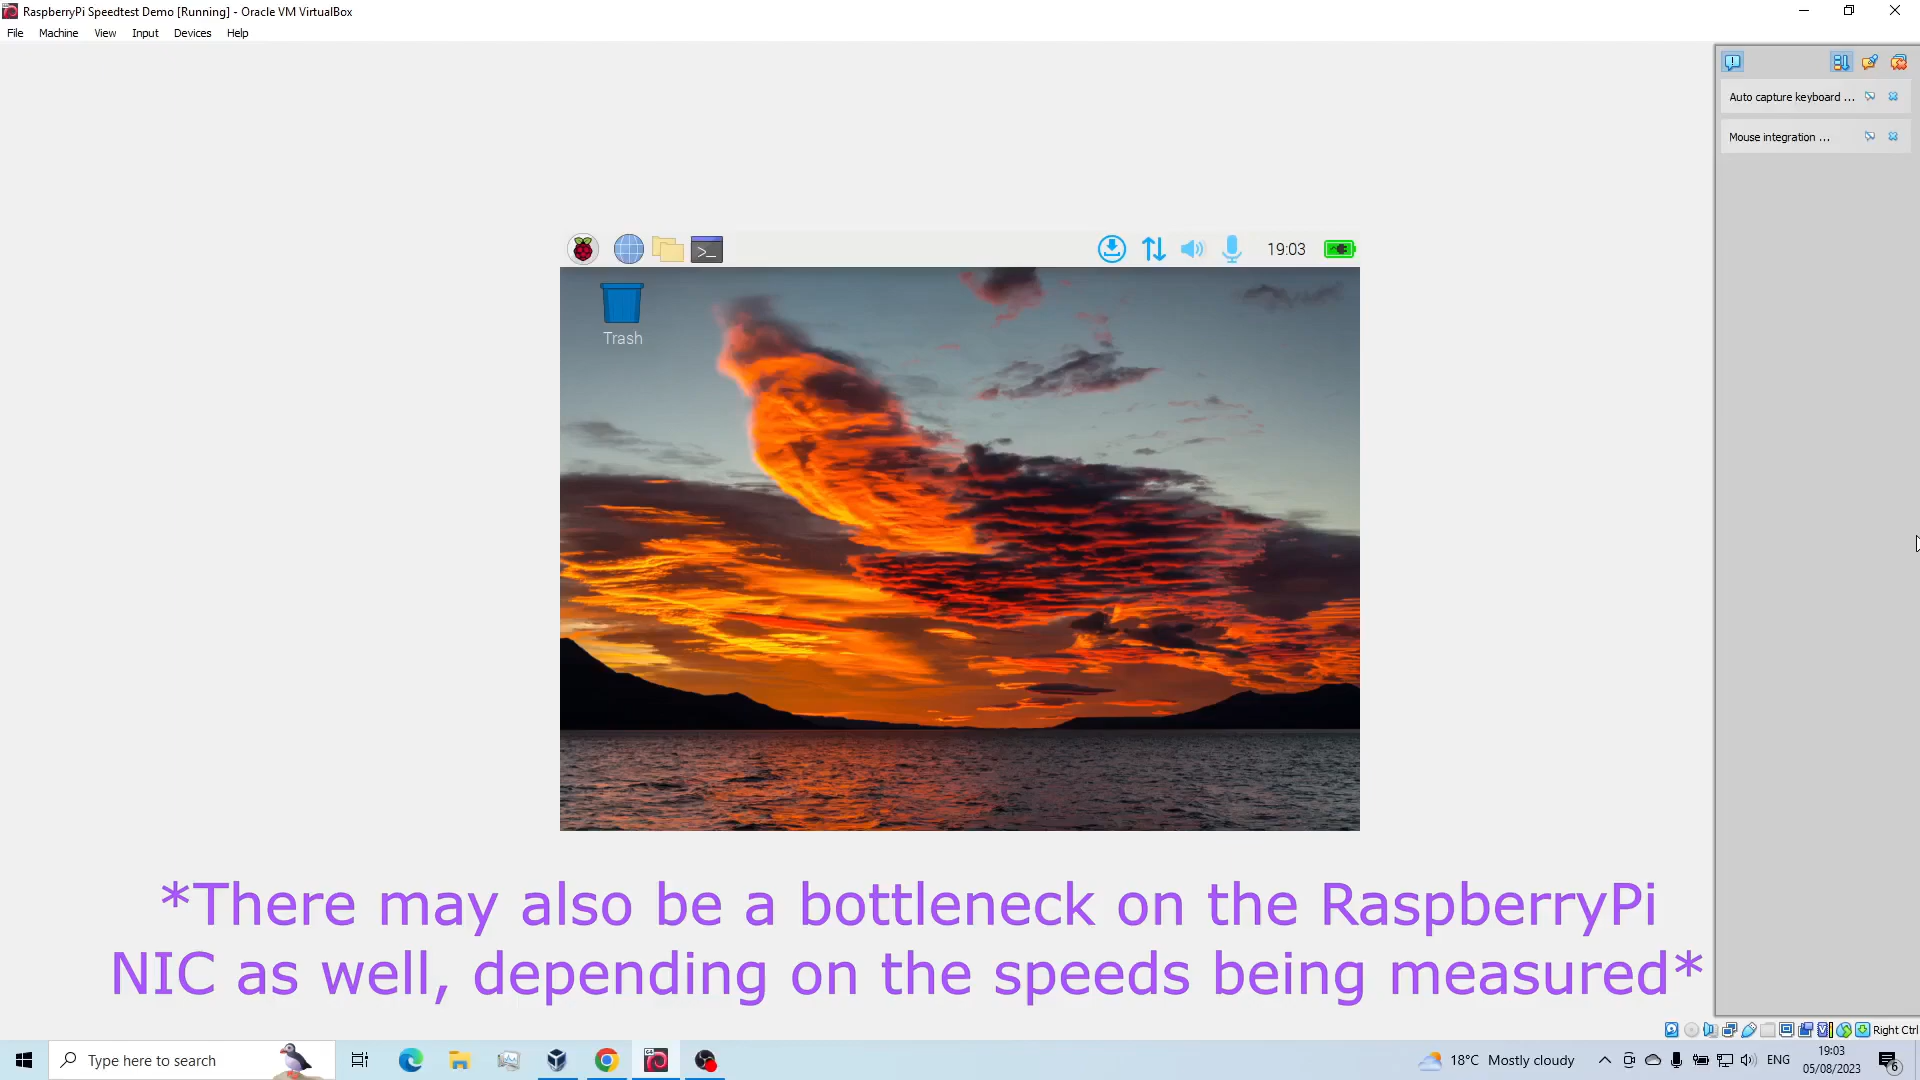 RaspberryPi Speedtest Demo [Running] - Oracle VM VirtualBox
File Machine View Input Devices Help
Auto capture keyboard ...
Mouse integration ...
19:03
Trash
*There may also be a bottleneck on the RaspberryPi
NIC as well, depending on the speeds being measured*
Right Ctrl
Type here to search
18°C Mostly cloudy
ENG
19:03
05/08/2023
6